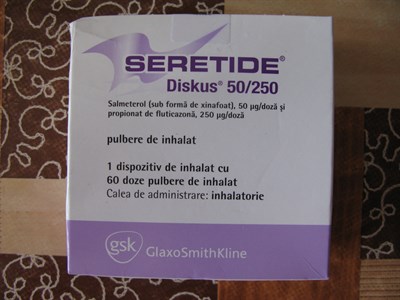 SERETIDE®
Diskus® 50/250
Salmeterol (sub formă de xinafoat), 50 µg/doză şi
propionat de fluticazonă, 250 µg/doză
pulbere de inhalat
1 dispozitiv de inhalat cu
60 doze pulbere de inhalat
Calea de administrare: inhalatorie
gsk GlaxoSmithKline